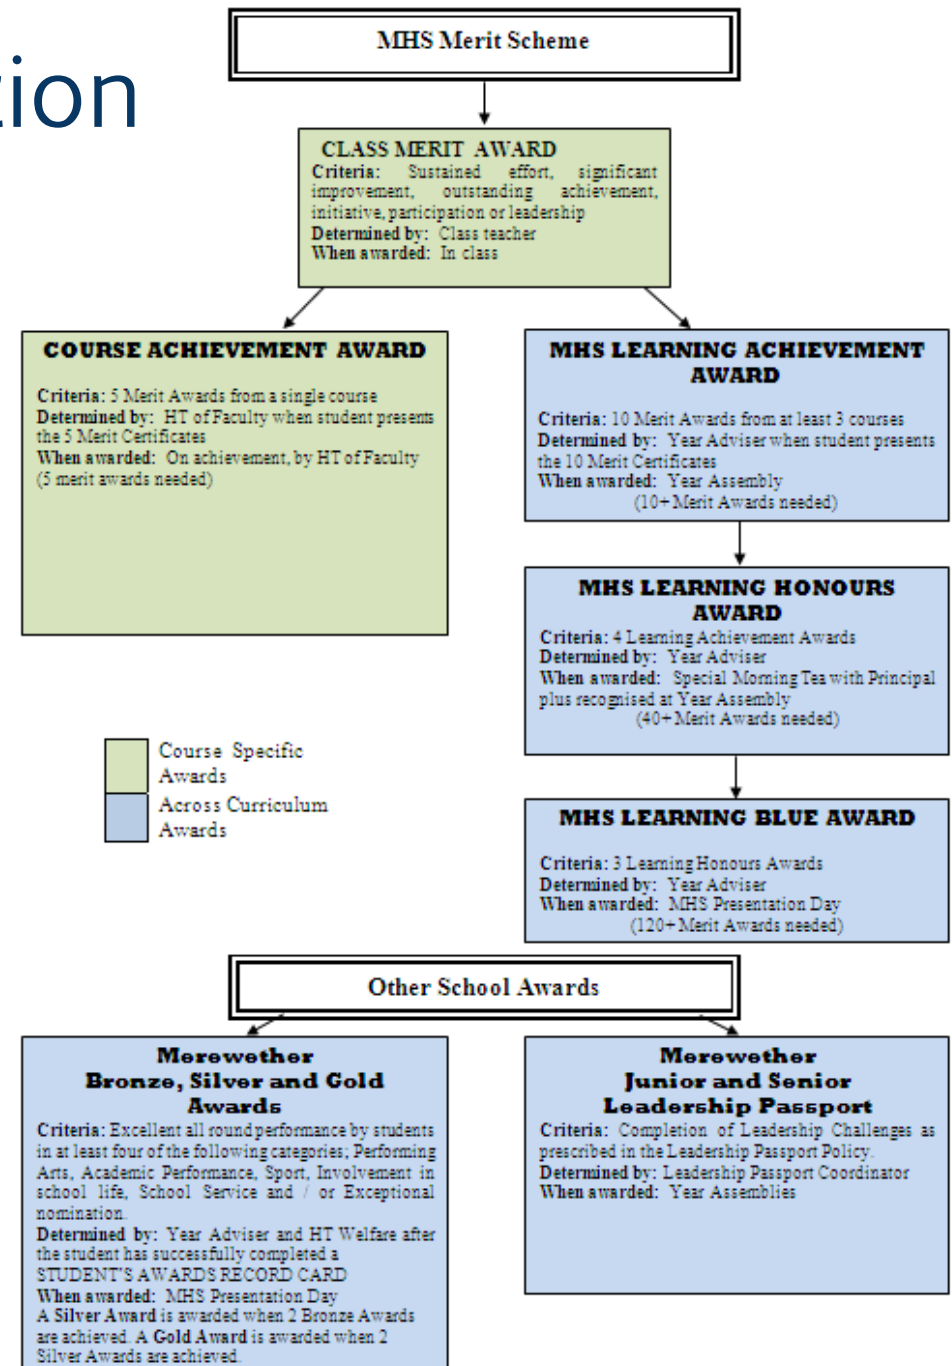 MHS Merit Scheme
tion
CLASS MERIT AWARD
Criteria: Sustained effort, significant
improvement, outstanding achievement,
initiative, participation or leadership
Determined by: Class teacher
When awarded: In class
COURSE ACHIEVEMENT AWARD
Criteria: 5 Merit Awards from a single course
Determined by: HT of Faculty when student presents
the 5 Merit Certificates
When awarded: On achievement, by HT of Faculty
(5 merit awards needed)
MHS LEARNING ACHIEVEMENT
AWARD
Criteria: 10 Merit Awards from at least 3 courses
Determined by: Year Adviser when student presents
the 10 Merit Certificates
When awarded: Year Assembly
(10+ Merit Awards needed)
MHS LEARNING HONOURS
AWARD
Criteria: 4 Learning Achievement Awards
Determined by: Year Adviser
When awarded: Special Morning Tea with Principal
plus recognised at Year Assembly
(40+ Merit Awards needed)
Course Specific
Awards
Across Curriculum
Awards
MHS LEARNING BLUE AWARD
Criteria: 3 Learning Honours Awards
Determined by: Year Adviser
When awarded: MHS Presentation Day
(120+ Merit Awards needed)
Other School Awards
Merewether
Bronze, Silver and Gold
Awards
Criteria: Excellent all round performance by students
in at least four of the following categories; Performing
Arts, Academic Performance, Sport, Involvement in
school life, School Service and / or Exceptional
nomination.
Determined by: Year Adviser and HT Welfare after
the student has successfully completed a
STUDENT'S AWARDS RECORD CARD
When awarded: MHS Presentation Day
A Silver Award is awarded when 2 Bronze Awards
are achieved. A Gold Award is awarded when 2
Silver Awards are achieved.
Merewether
Junior and Senior
Leadership Passport
Criteria: Completion of Leadership Challenges as
prescribed in the Leadership Passport Policy.
Determined by: Leadership Passport Coordinator
When awarded: Year Assemblies